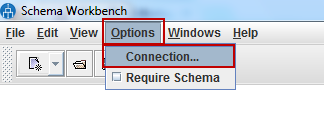 Schema Workbench
File Edit View Options Windows Help
Connection...
Require Schema